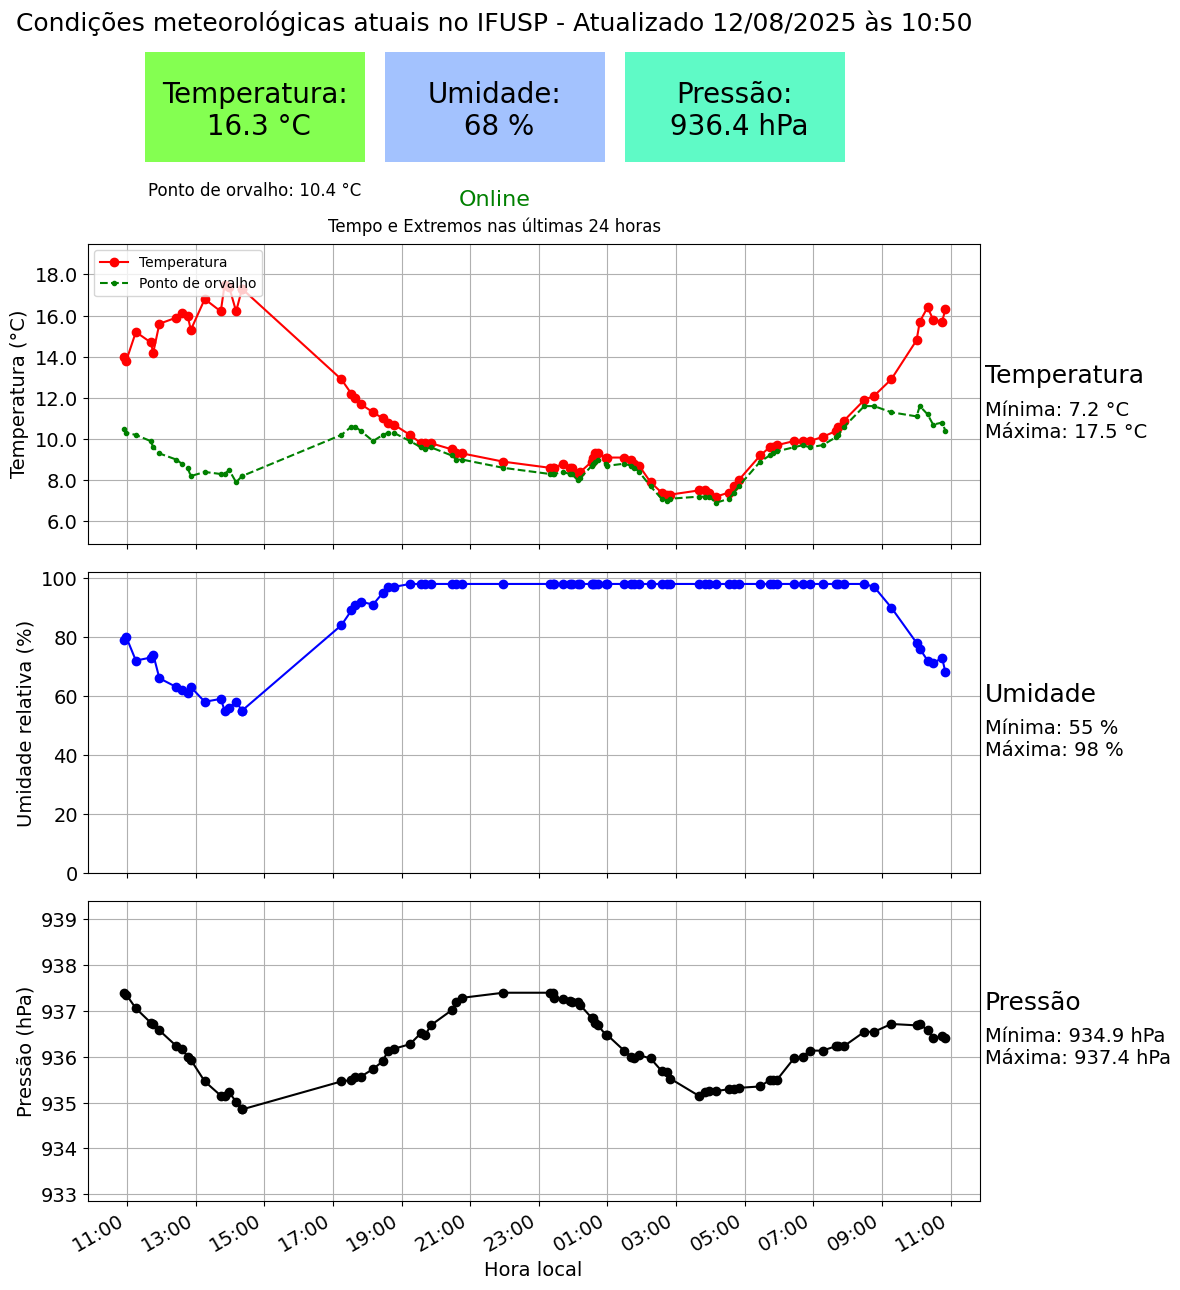 Condições meteorológicas atuais no IFUSP - Atualizado 12/08/2025 às 10:50
Temperatura:
16.3 °C
Umidade:
68 %
Pressão:
936.4 hPa
Ponto de orvalho: 10.4 °C
Online
Tempo e Extremos nas últimas 24 horas
Temperatura
Ponto de orvalho
Temperatura (°C)
18.0
16.0
14.0
12.0
10.0
8.0
6.0
Temperatura
Mínima: 7.2 °C
Máxima: 17.5 °C
Umidade relativa (%)
100
80
60
40
20
0
Umidade
Mínima: 55 %
Máxima: 98 %
Pressão (hPa)
939
938
937
936
935
934
933
Pressão
Mínima: 934.9 hPa
Máxima: 937.4 hPa
11:00
13:00
15:00
17:00
19:00
21:00
23:00
01:00
03:00
05:00
07:00
09:00
11:00
Hora local